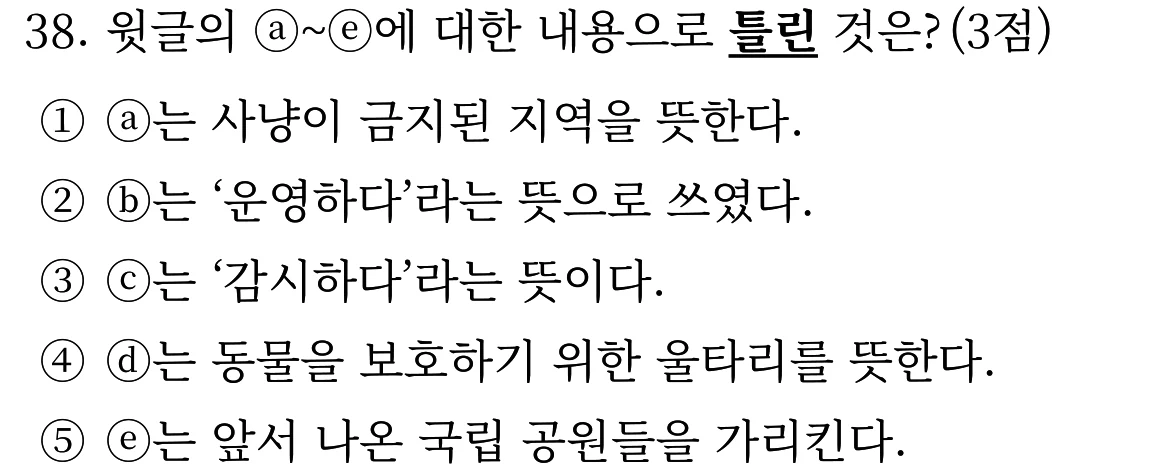 38. 윗글의 ⓐ~ⓔ에 대한 내용으로 틀린 것은? (3점)
① ⓐ는 사냥이 금지된 지역을 뜻한다.
② ⓑ는 ‘운영하다’라는 뜻으로 쓰였다.
③ ⓒ는 ‘감시하다’라는 뜻이다.
④ ⓓ는 동물을 보호하기 위한 울타리를 뜻한다.
⑤ ⓔ는 앞서 나온 국립 공원들을 가리킨다.